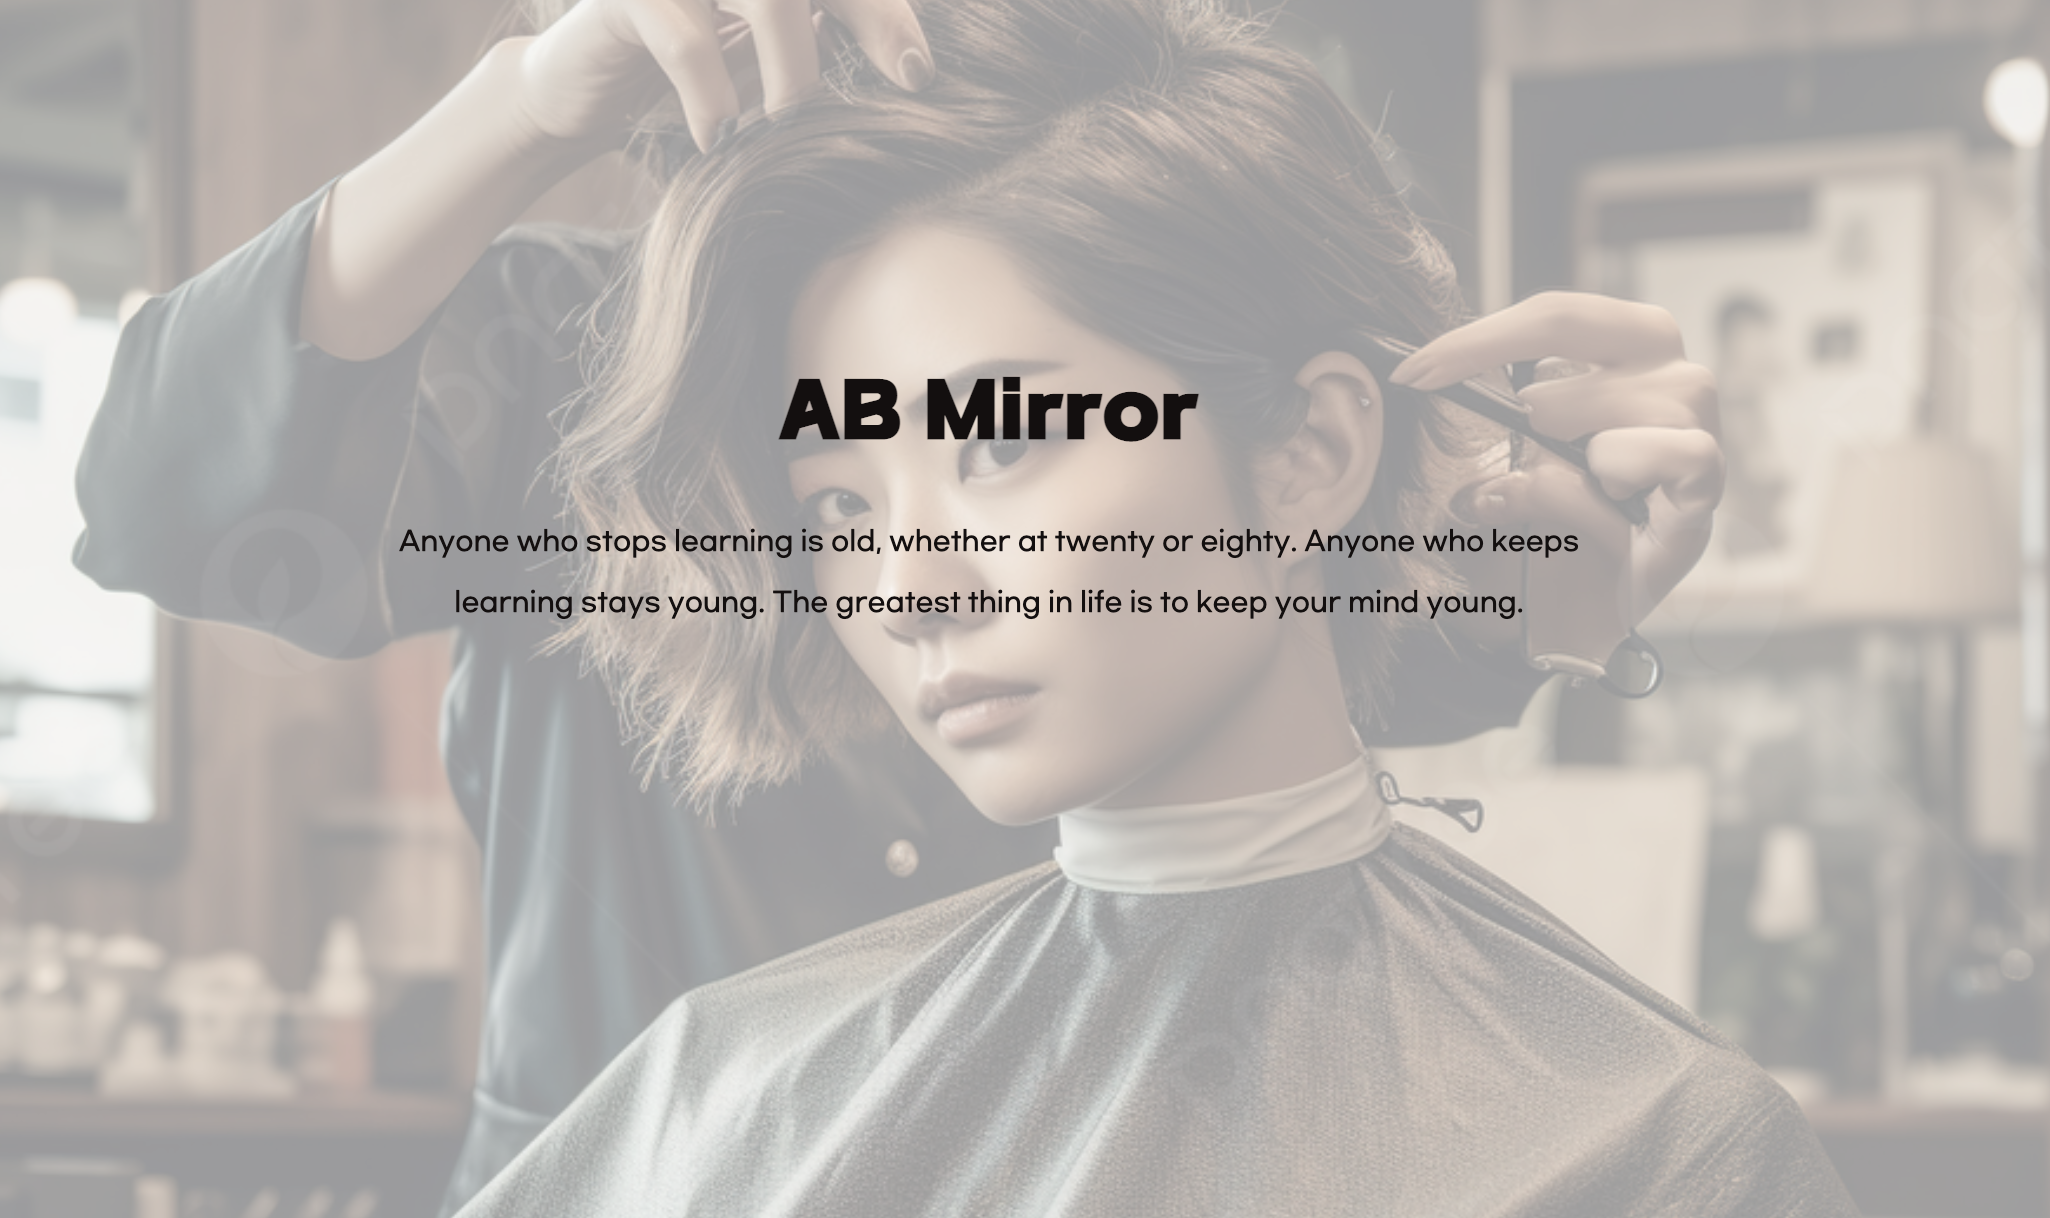 AB Mirror
Anyone who stops learning is old, whether at twenty or eighty. Anyone who keeps
learning stays young. The greatest thing in life is to keep your mind young.